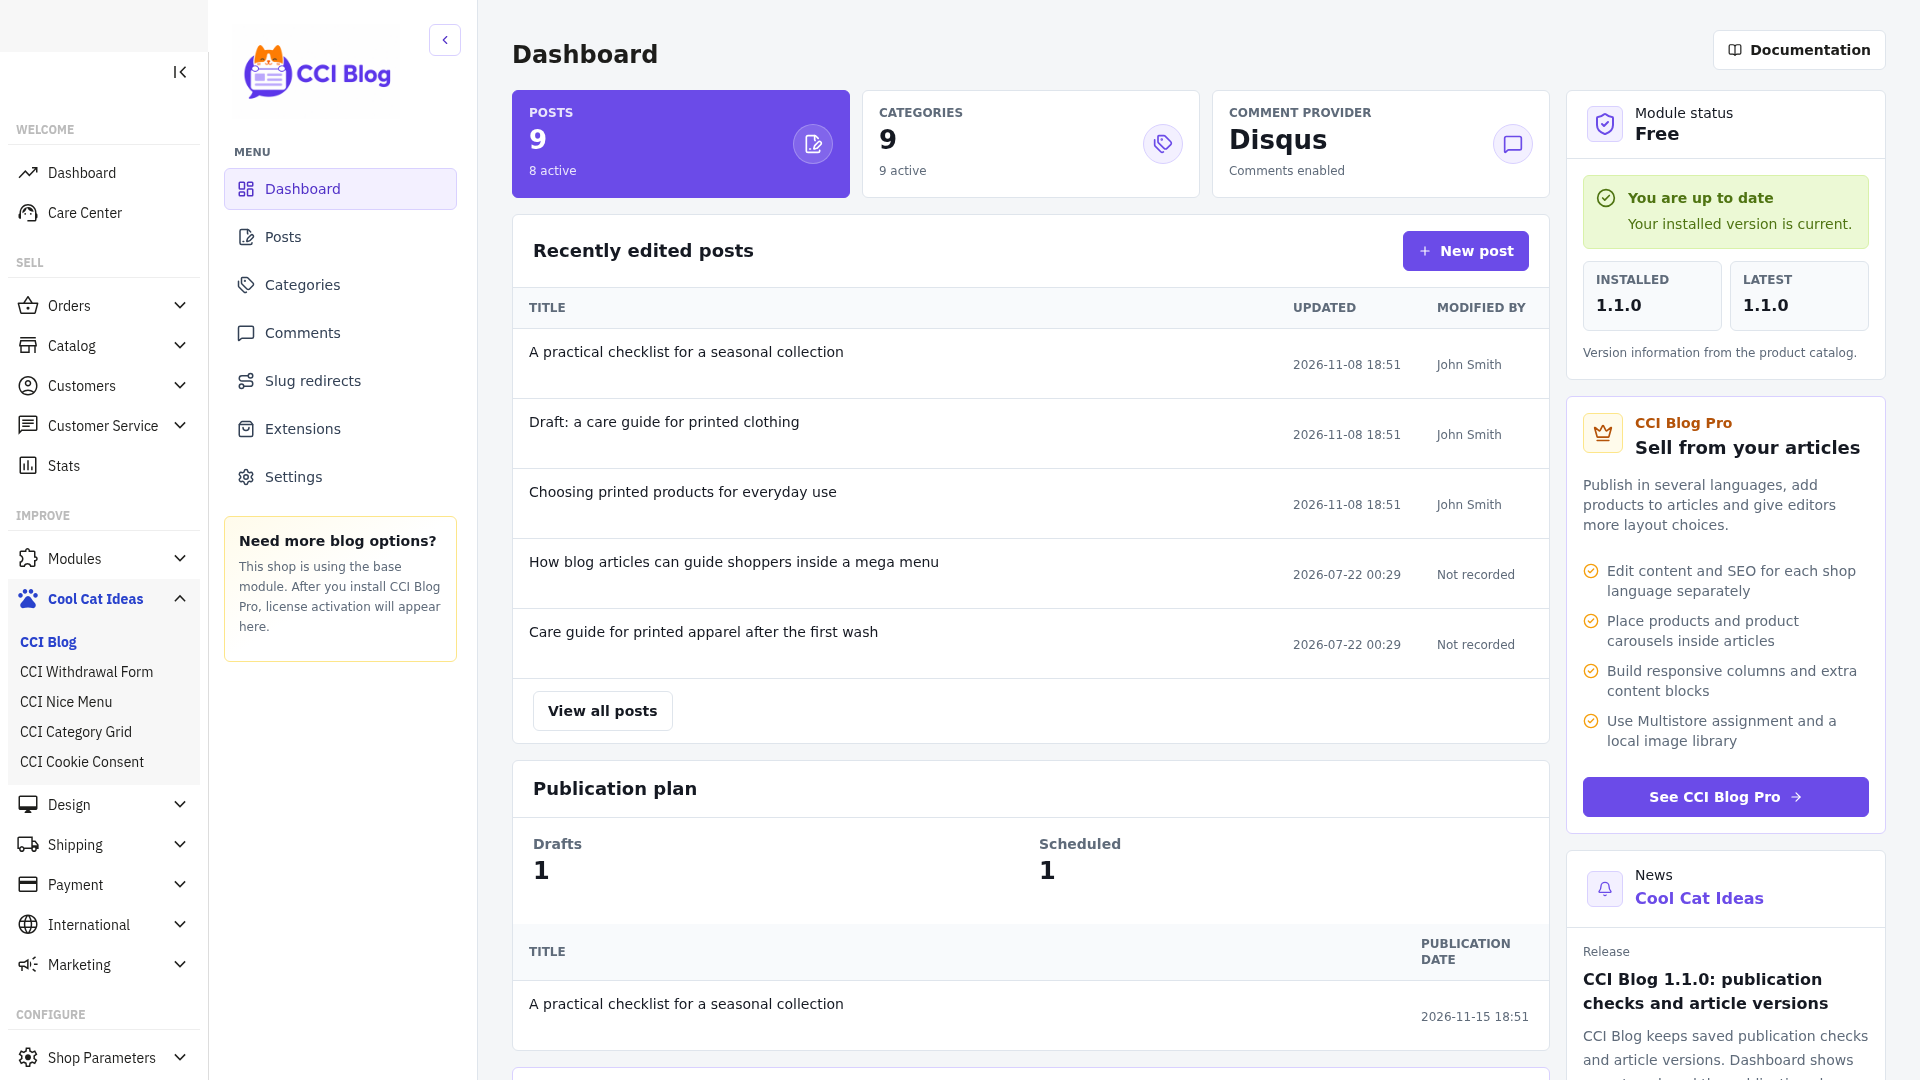 WELCOME
Dashboard
Care Center
SELL
Orders
Catalog
Customers
Customer Service
Stats
IMPROVE
Modules
Cool Cat Ideas
CCI Blog
CCI Withdrawal Form
CCI Nice Menu
CCI Category Grid
CCI Cookie Consent
Design
Shipping
Payment
International
Marketing
CONFIGURE
Shop Parameters
CCI Blog
MENU
Dashboard
Posts
Categories
Comments
Slug redirects
Extensions
Settings
Need more blog options?
This shop is using the base
module. After you install CCI Blog
Pro, license activation will appear
here.
Dashboard
Documentation
POSTS
9
8 active
CATEGORIES
9
9 active
COMMENT PROVIDER
Disqus
Comments enabled
Recently edited posts
New post
TITLE UPDATED MODIFIED BY
A practical checklist for a seasonal collection 2026-11-08 18:51 John Smith
Draft: a care guide for printed clothing 2026-11-08 18:51 John Smith
Choosing printed products for everyday use 2026-11-08 18:51 John Smith
How blog articles can guide shoppers inside a mega menu 2026-07-22 00:29 Not recorded
Care guide for printed apparel after the first wash 2026-07-22 00:29 Not recorded
View all posts
Publication plan
Drafts
1
Scheduled
1
TITLE
PUBLICATION
DATE
A practical checklist for a seasonal collection 2026-11-15 18:51
Module status
Free
You are up to date
Your installed version is current.
INSTALLED
1.1.0
LATEST
1.1.0
Version information from the product catalog.
CCI Blog Pro
Sell from your articles
Publish in several languages, add
products to articles and give editors
more layout choices.
Edit content and SEO for each shop
language separately
Place products and product
carousels inside articles
Build responsive columns and extra
content blocks
Use Multistore assignment and a
local image library
See CCI Blog Pro
News
Cool Cat Ideas
Release
CCI Blog 1.1.0: publication
checks and article versions
CCI Blog keeps saved publication checks
and article versions. Dashboard shows